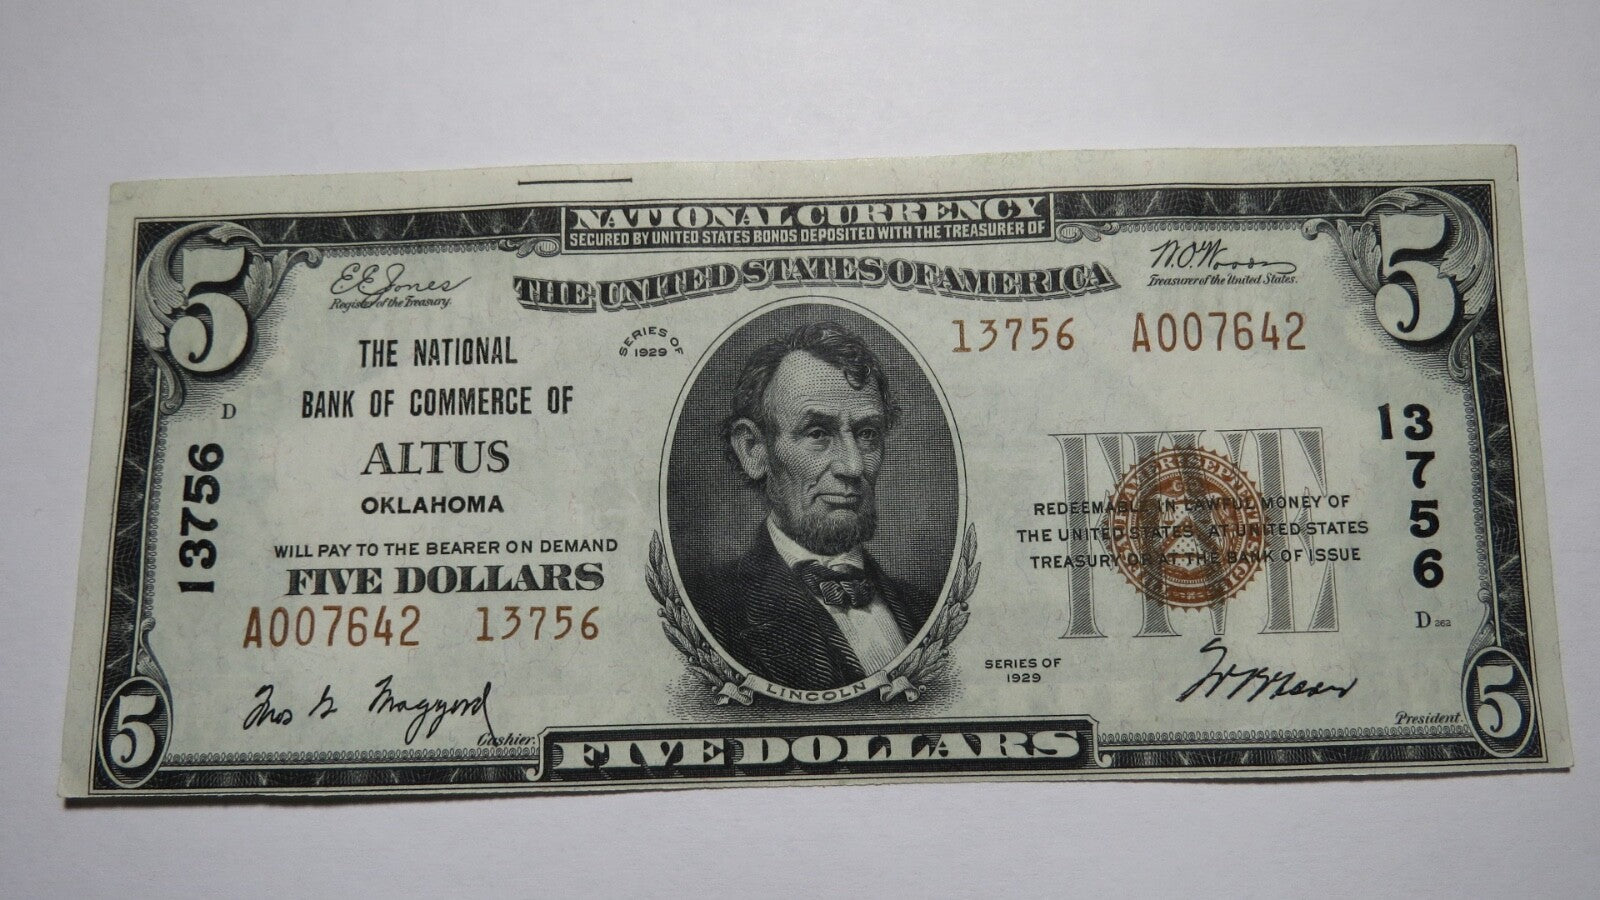 NATIONAL CURRENCY
SECURED BY UNITED STATES BONDS DEPOSITED WITH THE TREASURER OF
THE UNITED STATES OF AMERICA
5
5
E E Jones
Register of the Treasury.
W.O. Woods
Treasurer of the United States.
SERIES OF
1929
13756 A007642
THE NATIONAL
BANK OF COMMERCE OF
ALTUS
OKLAHOMA
D
13756
13756
WILL PAY TO THE BEARER ON DEMAND
FIVE DOLLARS
A007642 13756
FIVE
REDEEMABLE IN LAWFUL MONEY OF
THE UNITED STATES AT UNITED STATES
TREASURY OR AT THE BANK OF ISSUE
D 362
SERIES OF
1929
LINCOLN
Cashier.
President.
5
FIVE DOLLARS
5